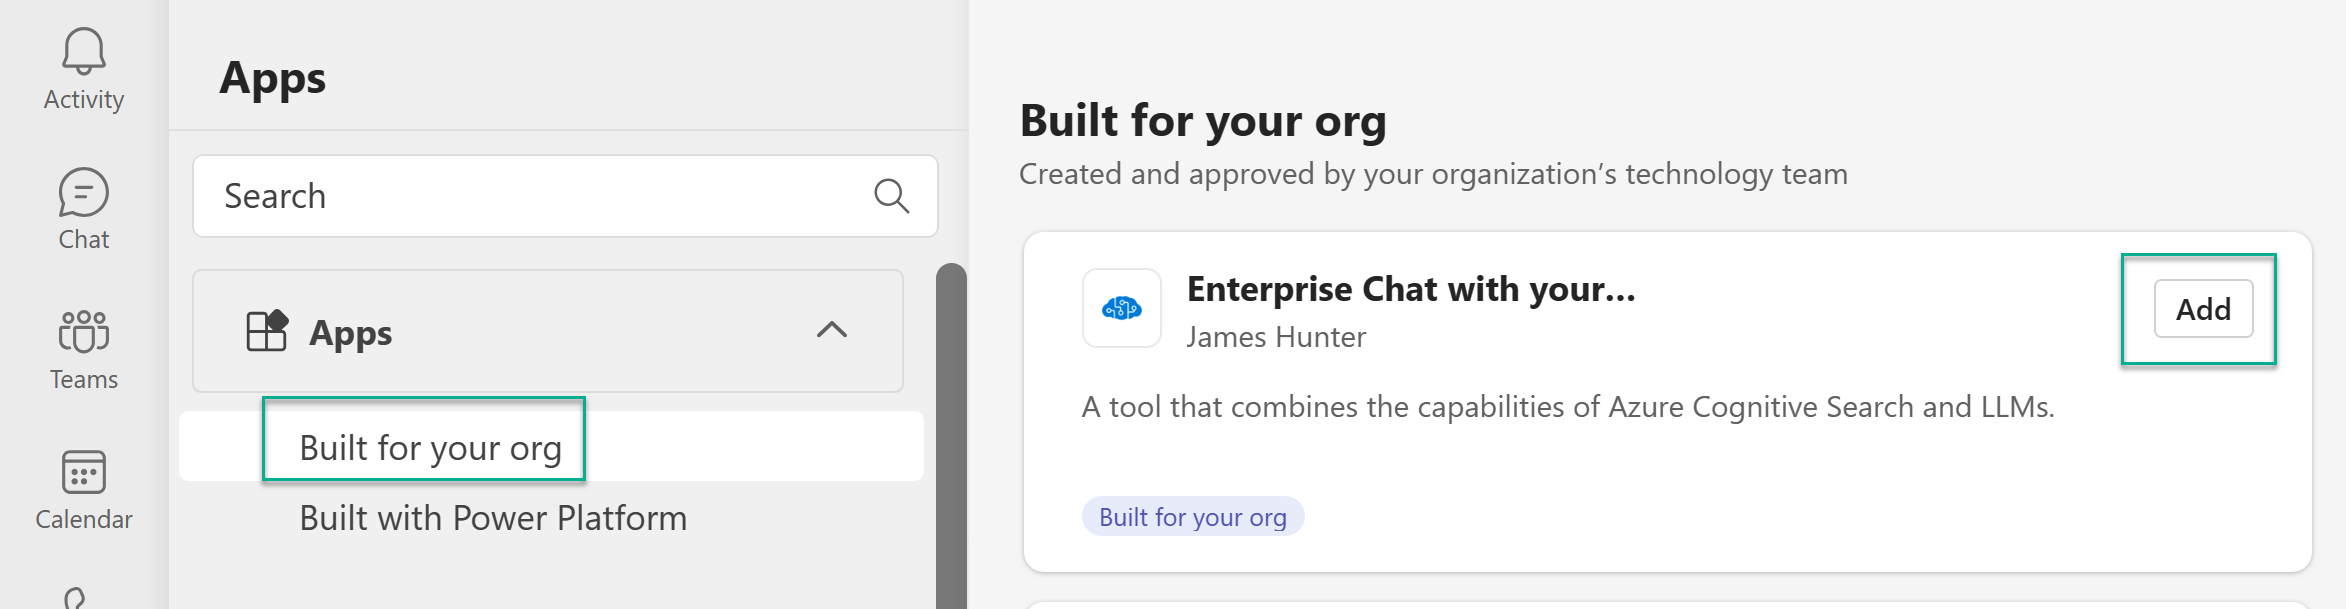 Activity
Chat
Teams
Calendar
Apps
Search
Apps
Built for your org
Built with Power Platform
Built for your org
Created and approved by your organization’s technology team
Enterprise Chat with your...
James Hunter
Add
A tool that combines the capabilities of Azure Cognitive Search and LLMs.
Built for your org